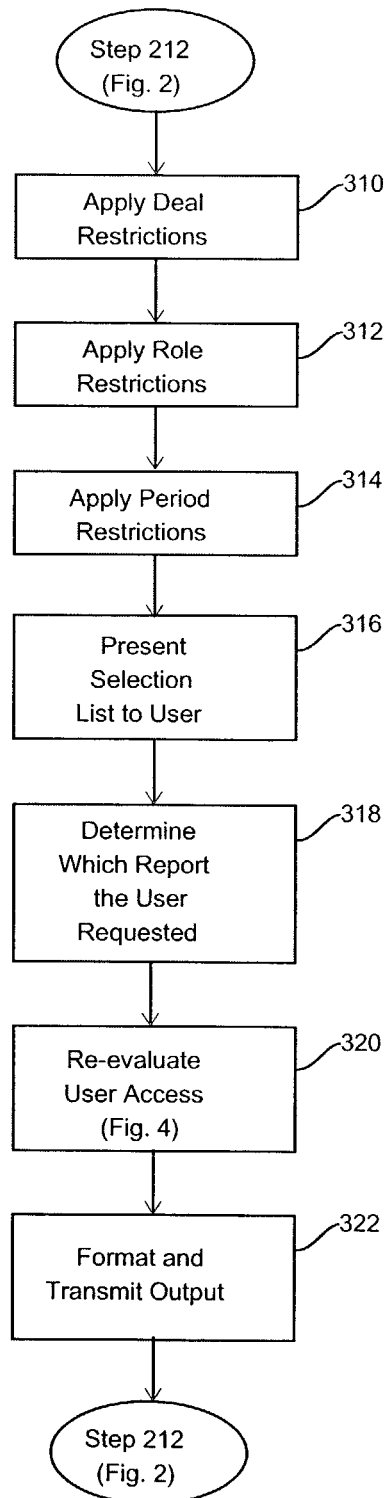 Step 212
(Fig. 2)
310
Apply Deal
Restrictions
312
Apply Role
Restrictions
314
Apply Period
Restrictions
316
Present
Selection
List to User
318
Determine
Which Report
the User
Requested
320
Re-evaluate
User Access
(Fig. 4)
322
Format and
Transmit Output
Step 212
(Fig. 2)